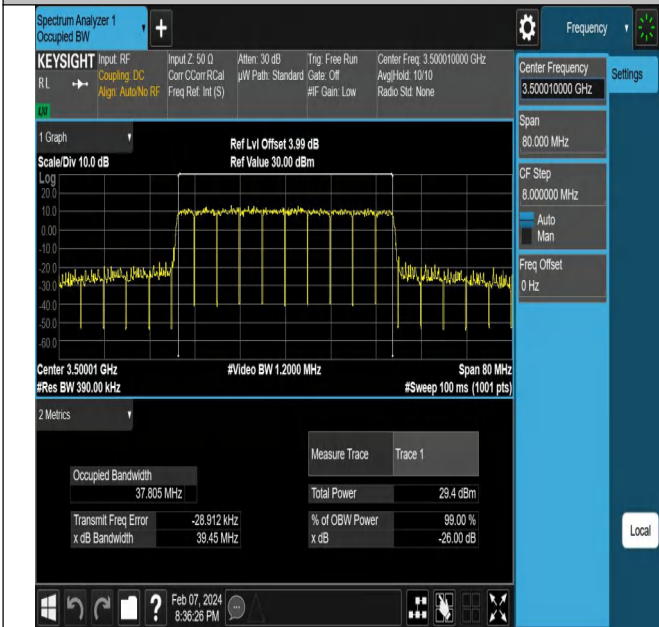 Spectrum Analyzer 1
Occupied BW
Frequency
KEYSIGHT
RL
LNI
Input: RF
Coupling: DC
Align: Auto/No RF
Input Z: 50 Ω
Corr CCorr RCal
Freq Ref: Int (S)
Atten: 30 dB
µW Path: Standard
Trig: Free Run
Gate: Off
#IF Gain: Low
Center Freq: 3.500010000 GHz
Avg|Hold: 10/10
Radio Std: None
Center Frequency
3.500010000 GHz
Settings
Span
80.000 MHz
CF Step
8.000000 MHz
Auto
Man
Freq Offset
0 Hz
Local
1 Graph
Scale/Div 10.0 dB
Ref Lvl Offset 3.99 dB
Ref Value 30.00 dBm
Log
20.0
10.0
0.00
-10.0
-20.0
-30.0
-40.0
-50.0
-60.0
Center 3.50001 GHz
#Video BW 1.2000 MHz
Span 80 MHz
#Res BW 390.00 kHz
#Sweep 100 ms (1001 pts)
2 Metrics
Measure Trace Trace 1
Occupied Bandwidth
37.805 MHz
Total Power 29.4 dBm
Transmit Freq Error -28.912 kHz
% of OBW Power 99.00 %
x dB Bandwidth 39.45 MHz
x dB -26.00 dB
Feb 07, 2024
8:36:26 PM